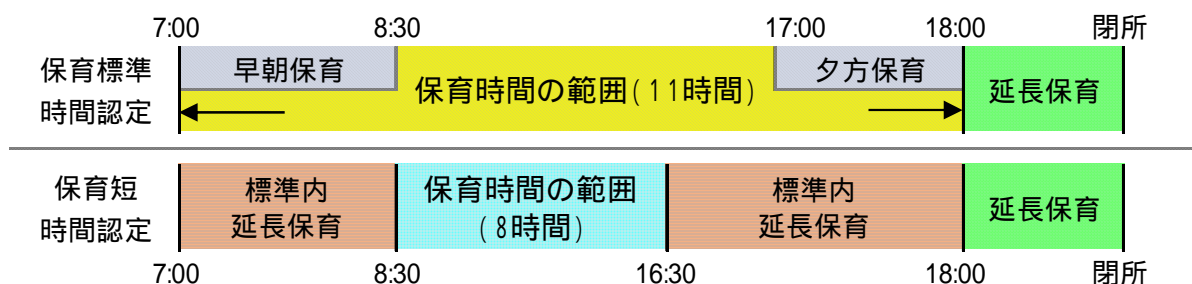 7:00 8:30 17:00 18:00 閉所
保育標準
時間認定
早朝保育
保育時間の範囲(11時間)
夕方保育
延長保育
保育短
時間認定
標準内
延長保育
保育時間の範囲
(8時間)
標準内
延長保育
延長保育
7:00 8:30 16:30 18:00 閉所